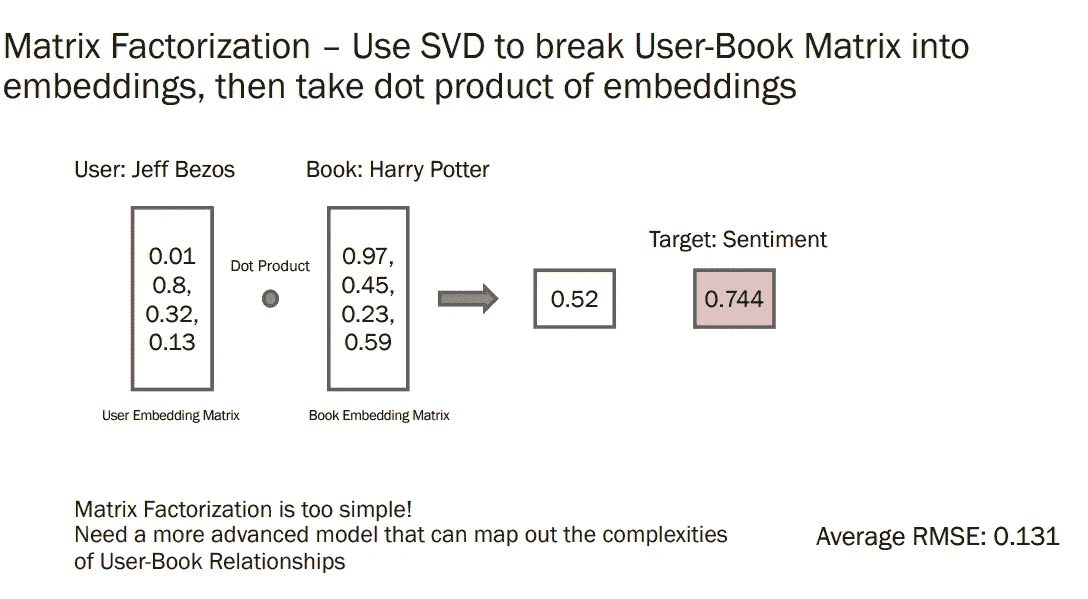 Matrix Factorization – Use SVD to break User-Book Matrix into
embeddings, then take dot product of embeddings
User: Jeff Bezos
Book: Harry Potter
0.01
0.8,
0.32,
0.13
Dot Product
0.97,
0.45,
0.23,
0.59
0.52
Target: Sentiment
0.744
User Embedding Matrix
Book Embedding Matrix
Matrix Factorization is too simple!
Need a more advanced model that can map out the complexities
of User-Book Relationships
Average RMSE: 0.131